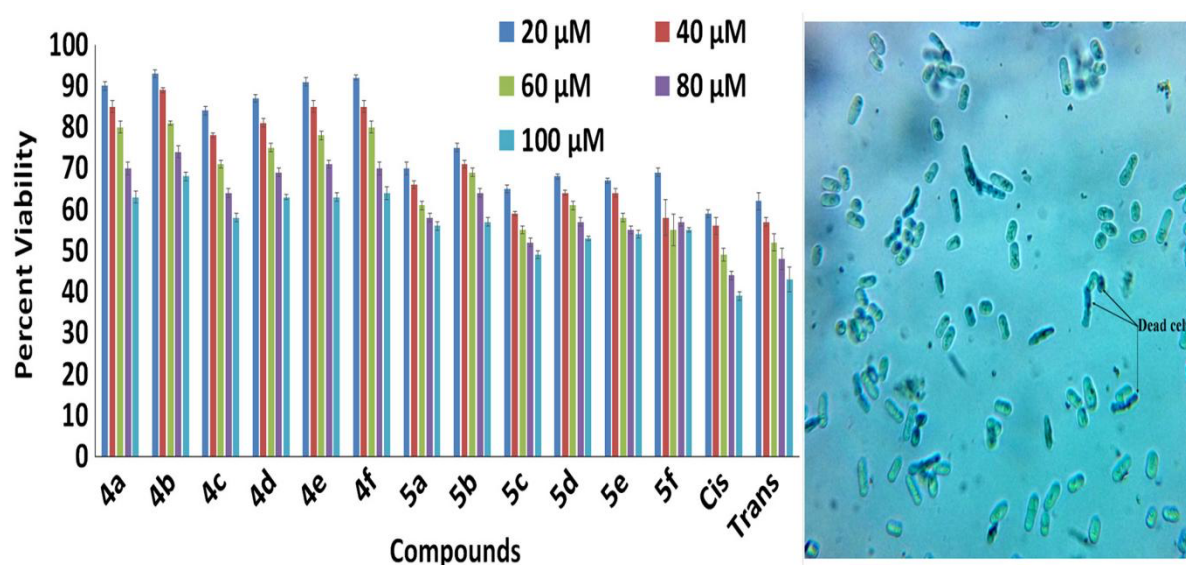 Percent Viability
100
90
80
70
60
50
40
30
20
10
0
20 µM
40 µM
60 µM
80 µM
100 µM
4a
4b
4c
4d
4e
4f
5a
5b
5c
5d
5e
5f
Cis
Trans
Compounds
Dead cel